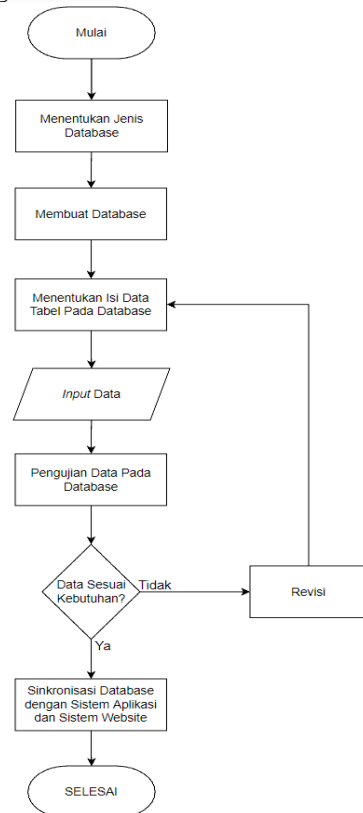 Mulai
Menentukan Jenis
Database
Membuat Database
Menentukan Isi Data
Tabel Pada Database
Input Data
Pengujian Data Pada
Database
Data Sesuai
Kebutuhan?
Tidak
Revisi
Ya
Sinkronisasi Database
dengan Sistem Aplikasi
dan Sistem Website
SELESAI